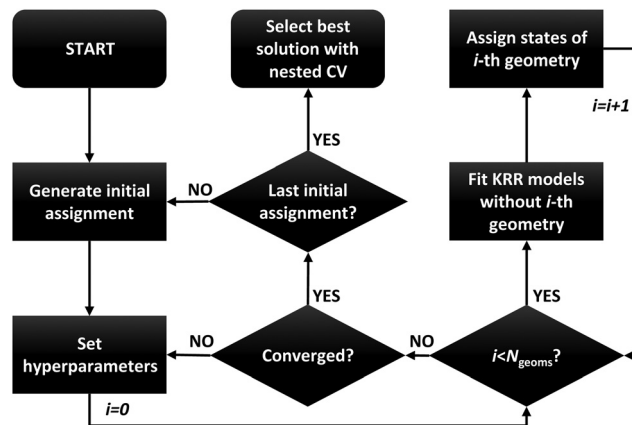 START
Select best
solution with
nested CV
Assign states of
i-th geometry
i=i+1
YES
Generate initial
assignment
NO
Last initial
assignment?
Fit KRR models
without i-th
geometry
YES
YES
Set
hyperparameters
NO
Converged?
NO
i<Ngeoms?
i=0